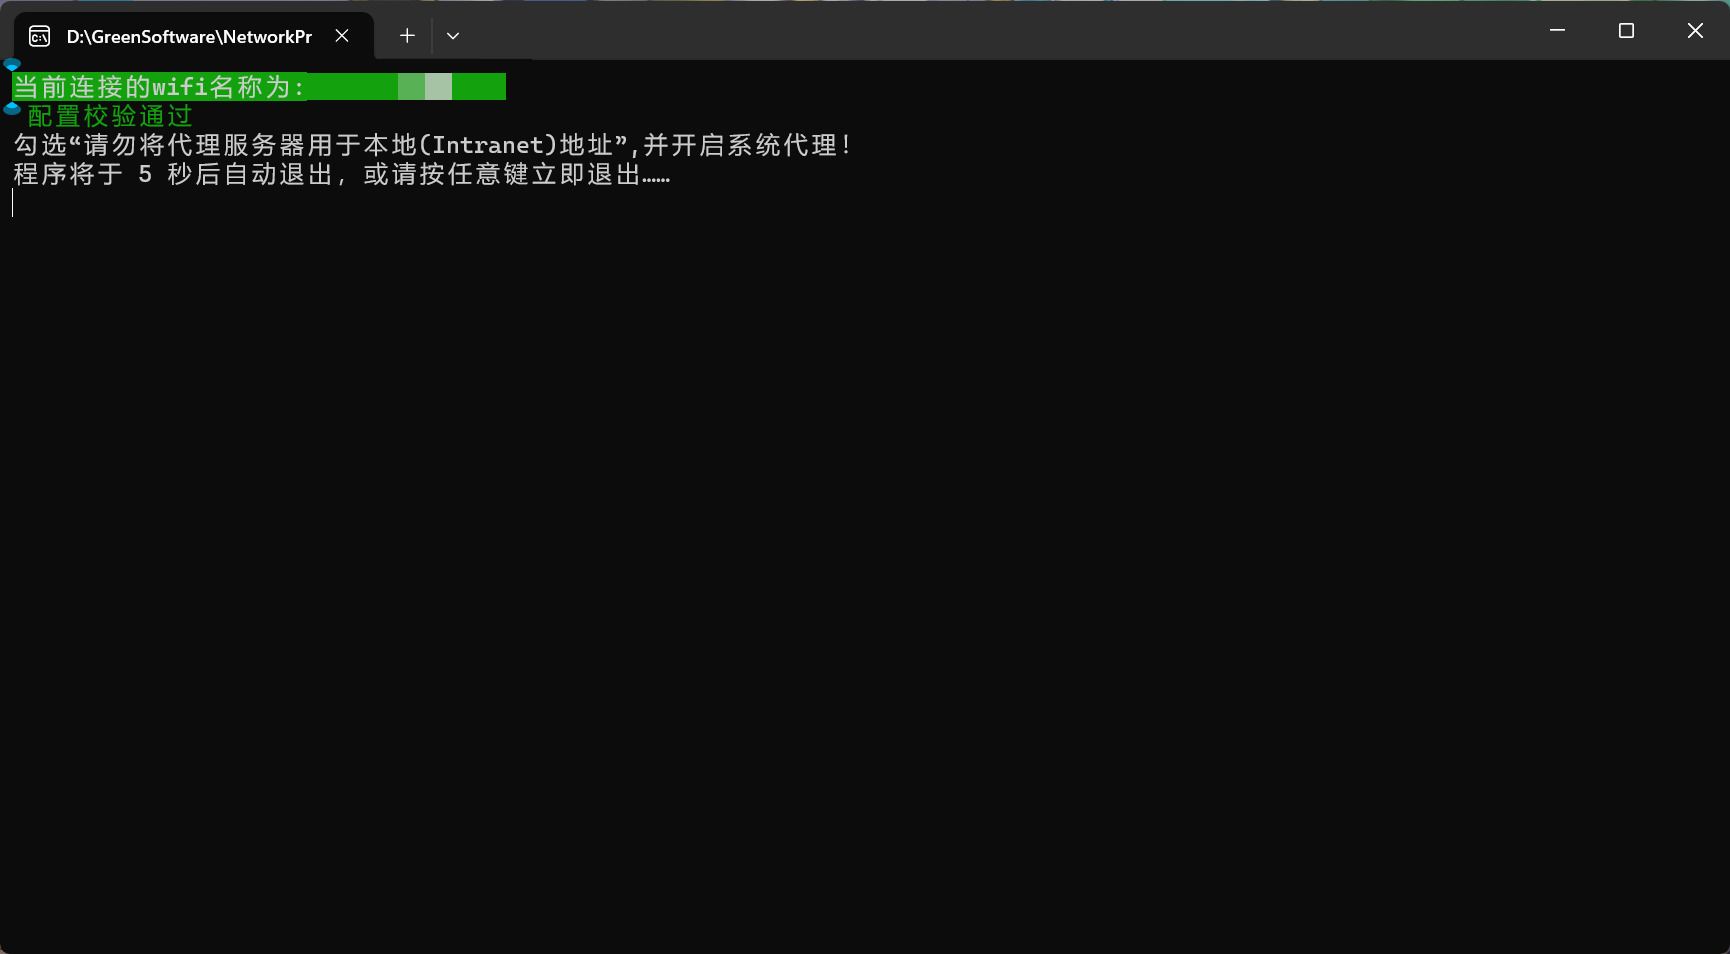 D:\GreenSoftware\NetworkPr
当前连接的wifi名称为:
配置校验通过
勾选“请勿将代理服务器用于本地(Intranet)地址”,并开启系统代理!
程序将于 5 秒后自动退出, 或请按任意键立即退出……